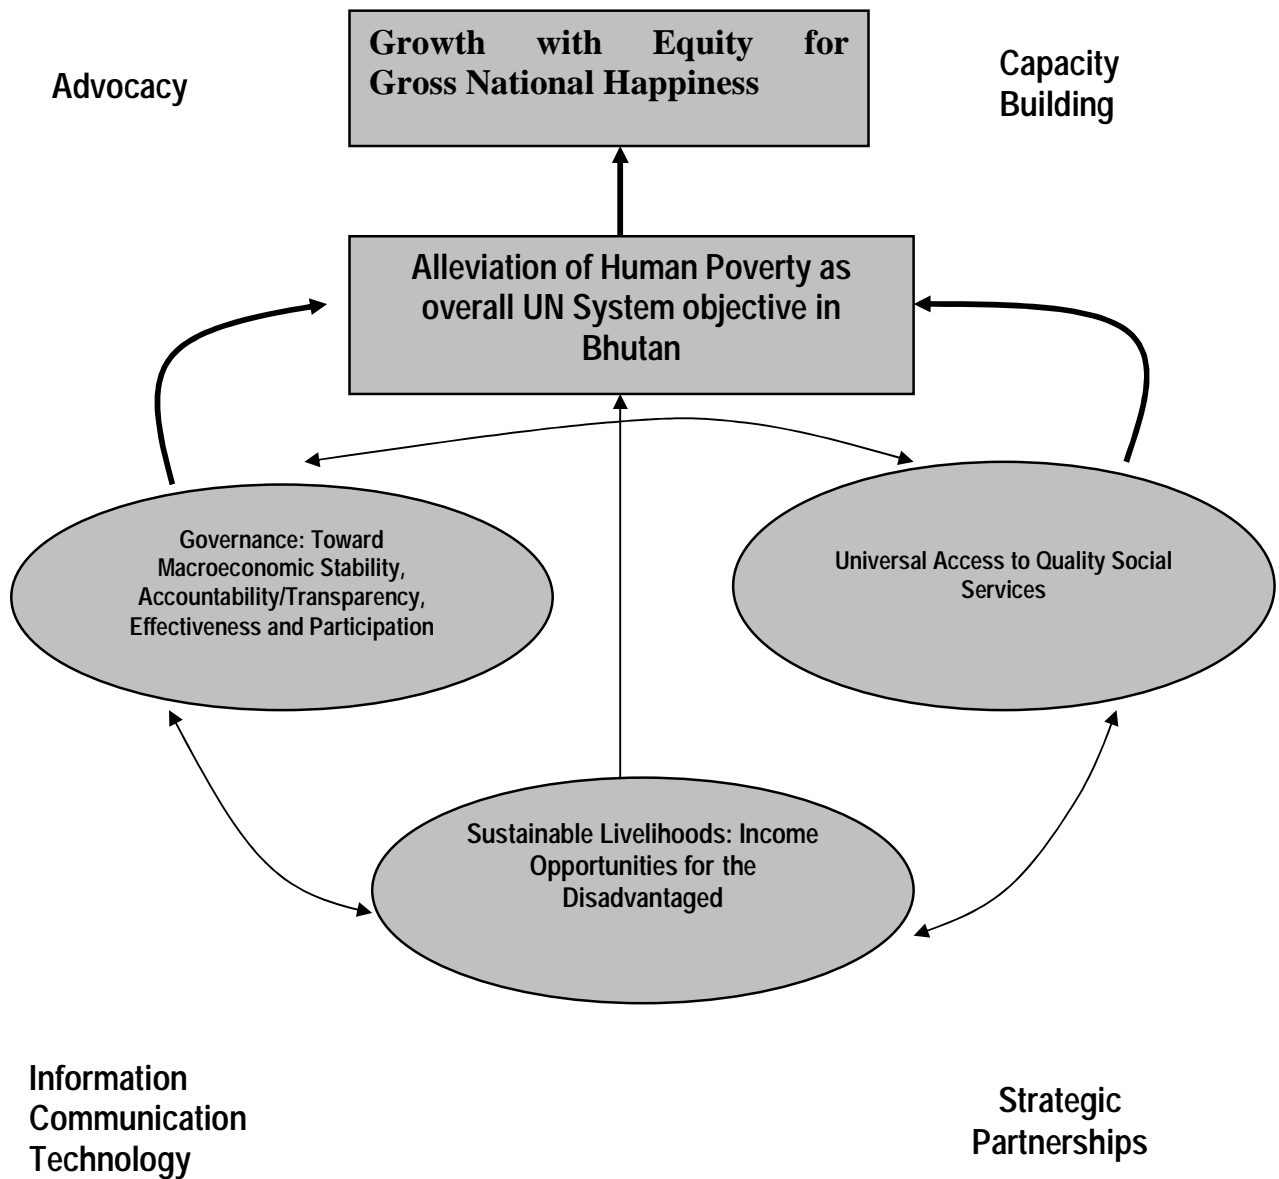 Advocacy
Growth with Equity for
Gross National Happiness
Capacity
Building
Alleviation of Human Poverty as
overall UN System objective in
Bhutan
Governance: Toward
Macroeconomic Stability,
Accountability/Transparency,
Effectiveness and Participation
Universal Access to Quality Social
Services
Sustainable Livelihoods: Income
Opportunities for the
Disadvantaged
Information
Communication
Technology
Strategic
Partnerships